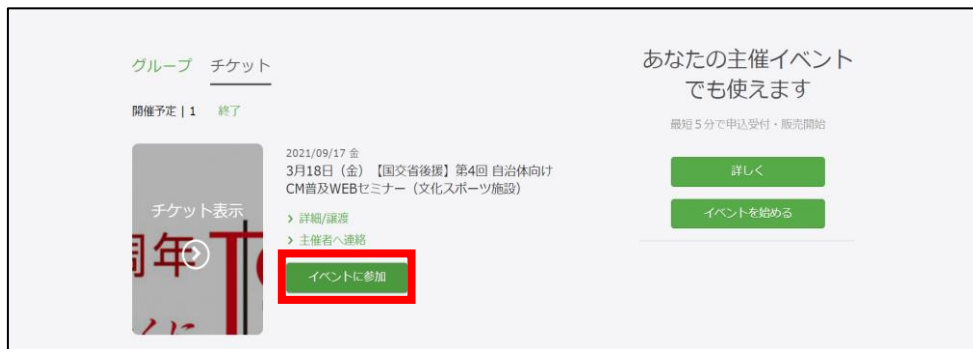 グループ チケット
開催予定 | 1 終了
チケット表示
周年 T
くに
2021/09/17 金
3月18日（金）【国交省後援】第4回 自治体向け
CM普及WEBセミナー（文化スポーツ施設）
> 詳細/譲渡
> 主催者へ連絡
イベントに参加
あなたの主催イベント
でも使えます
最短５分で申込受付・販売開始
詳しく
イベントを始める